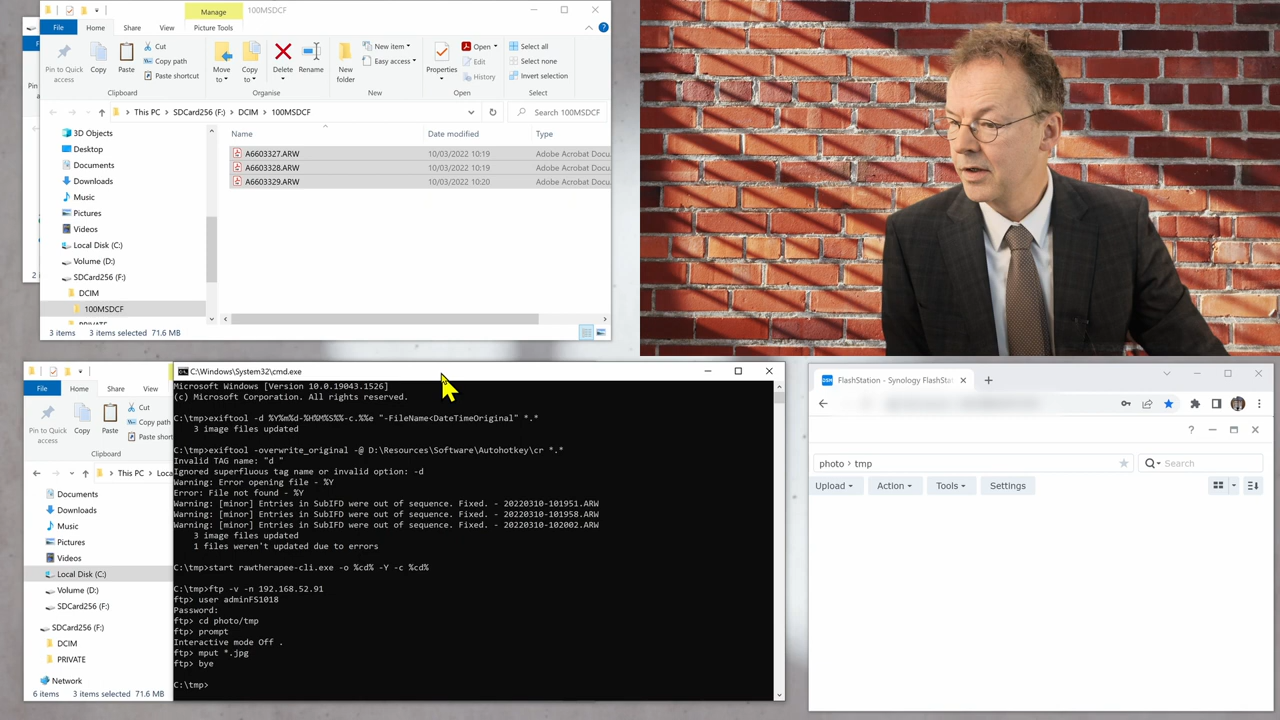 Manage
100MSDCF
File
Home
Share
View
Picture Tools
Pin to Quick access
Copy
Paste
Cut
Copy path
Paste shortcut
Clipboard
Move to
Copy to
Delete
Rename
Organise
New folder
New item
Easy access
New
Properties
Open
Edit
History
Open
Select all
Select none
Invert selection
Select
This PC > SDCard256 (F:) > DCIM > 100MSDCF
Search 100MSDCF
3D Objects
Desktop
Documents
Downloads
Music
Pictures
Videos
Local Disk (C:)
Volume (D:)
SDCard256 (F:)
DCIM
100MSDCF
Name Date modified Type
A6603327.ARW 10/03/2022 10:19 Adobe Acrobat Docu
A6603328.ARW 10/03/2022 10:19 Adobe Acrobat Docu
A6603329.ARW 10/03/2022 10:20 Adobe Acrobat Docu
3 items 3 items selected 71.6 MB
File
Home
Share
View
Pin to Quick access
Copy
Paste
Cut
Copy path
Paste short
Clipboard
This PC > Loca
Documents
Downloads
Music
Pictures
Videos
Local Disk (C:)
Volume (D:)
SDCard256 (F:)
SDCard256 (F:)
DCIM
PRIVATE
Network
6 items 3 items selected 71.6 MB
C:\Windows\System32\cmd.exe
Microsoft Windows [Version 10.0.19043.1526]
(c) Microsoft Corporation. All rights reserved.
C:\tmp>exiftool -d %Y%m%d-%H%M%S%%-c.%%e "-FileName<DateTimeOriginal" *.*
3 image files updated
C:\tmp>exiftool -overwrite_original -@ D:\Resources\Software\Autohotkey\cr *.*
Invalid TAG name: "d "
Ignored superfluous tag name or invalid option: -d
Warning: Error opening file - %Y
Error: File not found - %Y
Warning: [minor] Entries in SubIFD were out of sequence. Fixed. - 20220310-101951.ARW
Warning: [minor] Entries in SubIFD were out of sequence. Fixed. - 20220310-101958.ARW
Warning: [minor] Entries in SubIFD were out of sequence. Fixed. - 20220310-102002.ARW
3 image files updated
1 files weren't updated due to errors
C:\tmp>start rawtherapee-cli.exe -o %cd% -Y -c %cd%
C:\tmp>ftp -v -n 192.168.52.91
ftp> user adminFS1018
Password:
ftp> cd photo/tmp
ftp> prompt
Interactive mode Off .
ftp> mput *.jpg
ftp> bye
C:\tmp>
DSM FlashStation - Synology FlashSta
photo > tmp
Search
Upload
Action
Tools
Settings